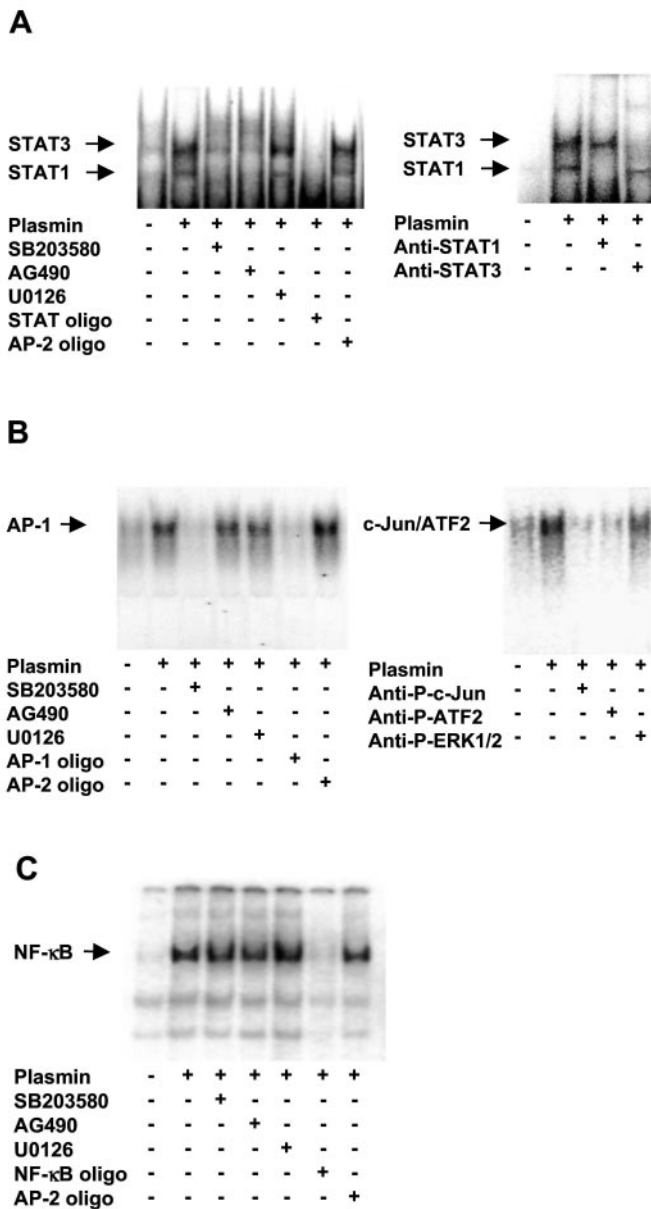 A
STAT3
STAT1
Plasmin - + + + + + +
SB203580 - - + - - - -
AG490 - - - + - - -
U0126 - - - - + - -
STAT oligo - - - - - + -
AP-2 oligo - - - - - - +
STAT3
STAT1
Plasmin - + + +
Anti-STAT1 - - + -
Anti-STAT3 - - - +
B
AP-1
Plasmin - + + + + + +
SB203580 - - + - - - -
AG490 - - - + - - -
U0126 - - - - + - -
AP-1 oligo - - - - - + -
AP-2 oligo - - - - - - +
c-Jun/ATF2
Plasmin - + + + +
Anti-P-c-Jun - - + - -
Anti-P-ATF2 - - - + -
Anti-P-ERK1/2 - - - - +
C
NF-κB
Plasmin - + + + + + +
SB203580 - - + - - - -
AG490 - - - + - - -
U0126 - - - - + - -
NF-κB oligo - - - - - + -
AP-2 oligo - - - - - - +